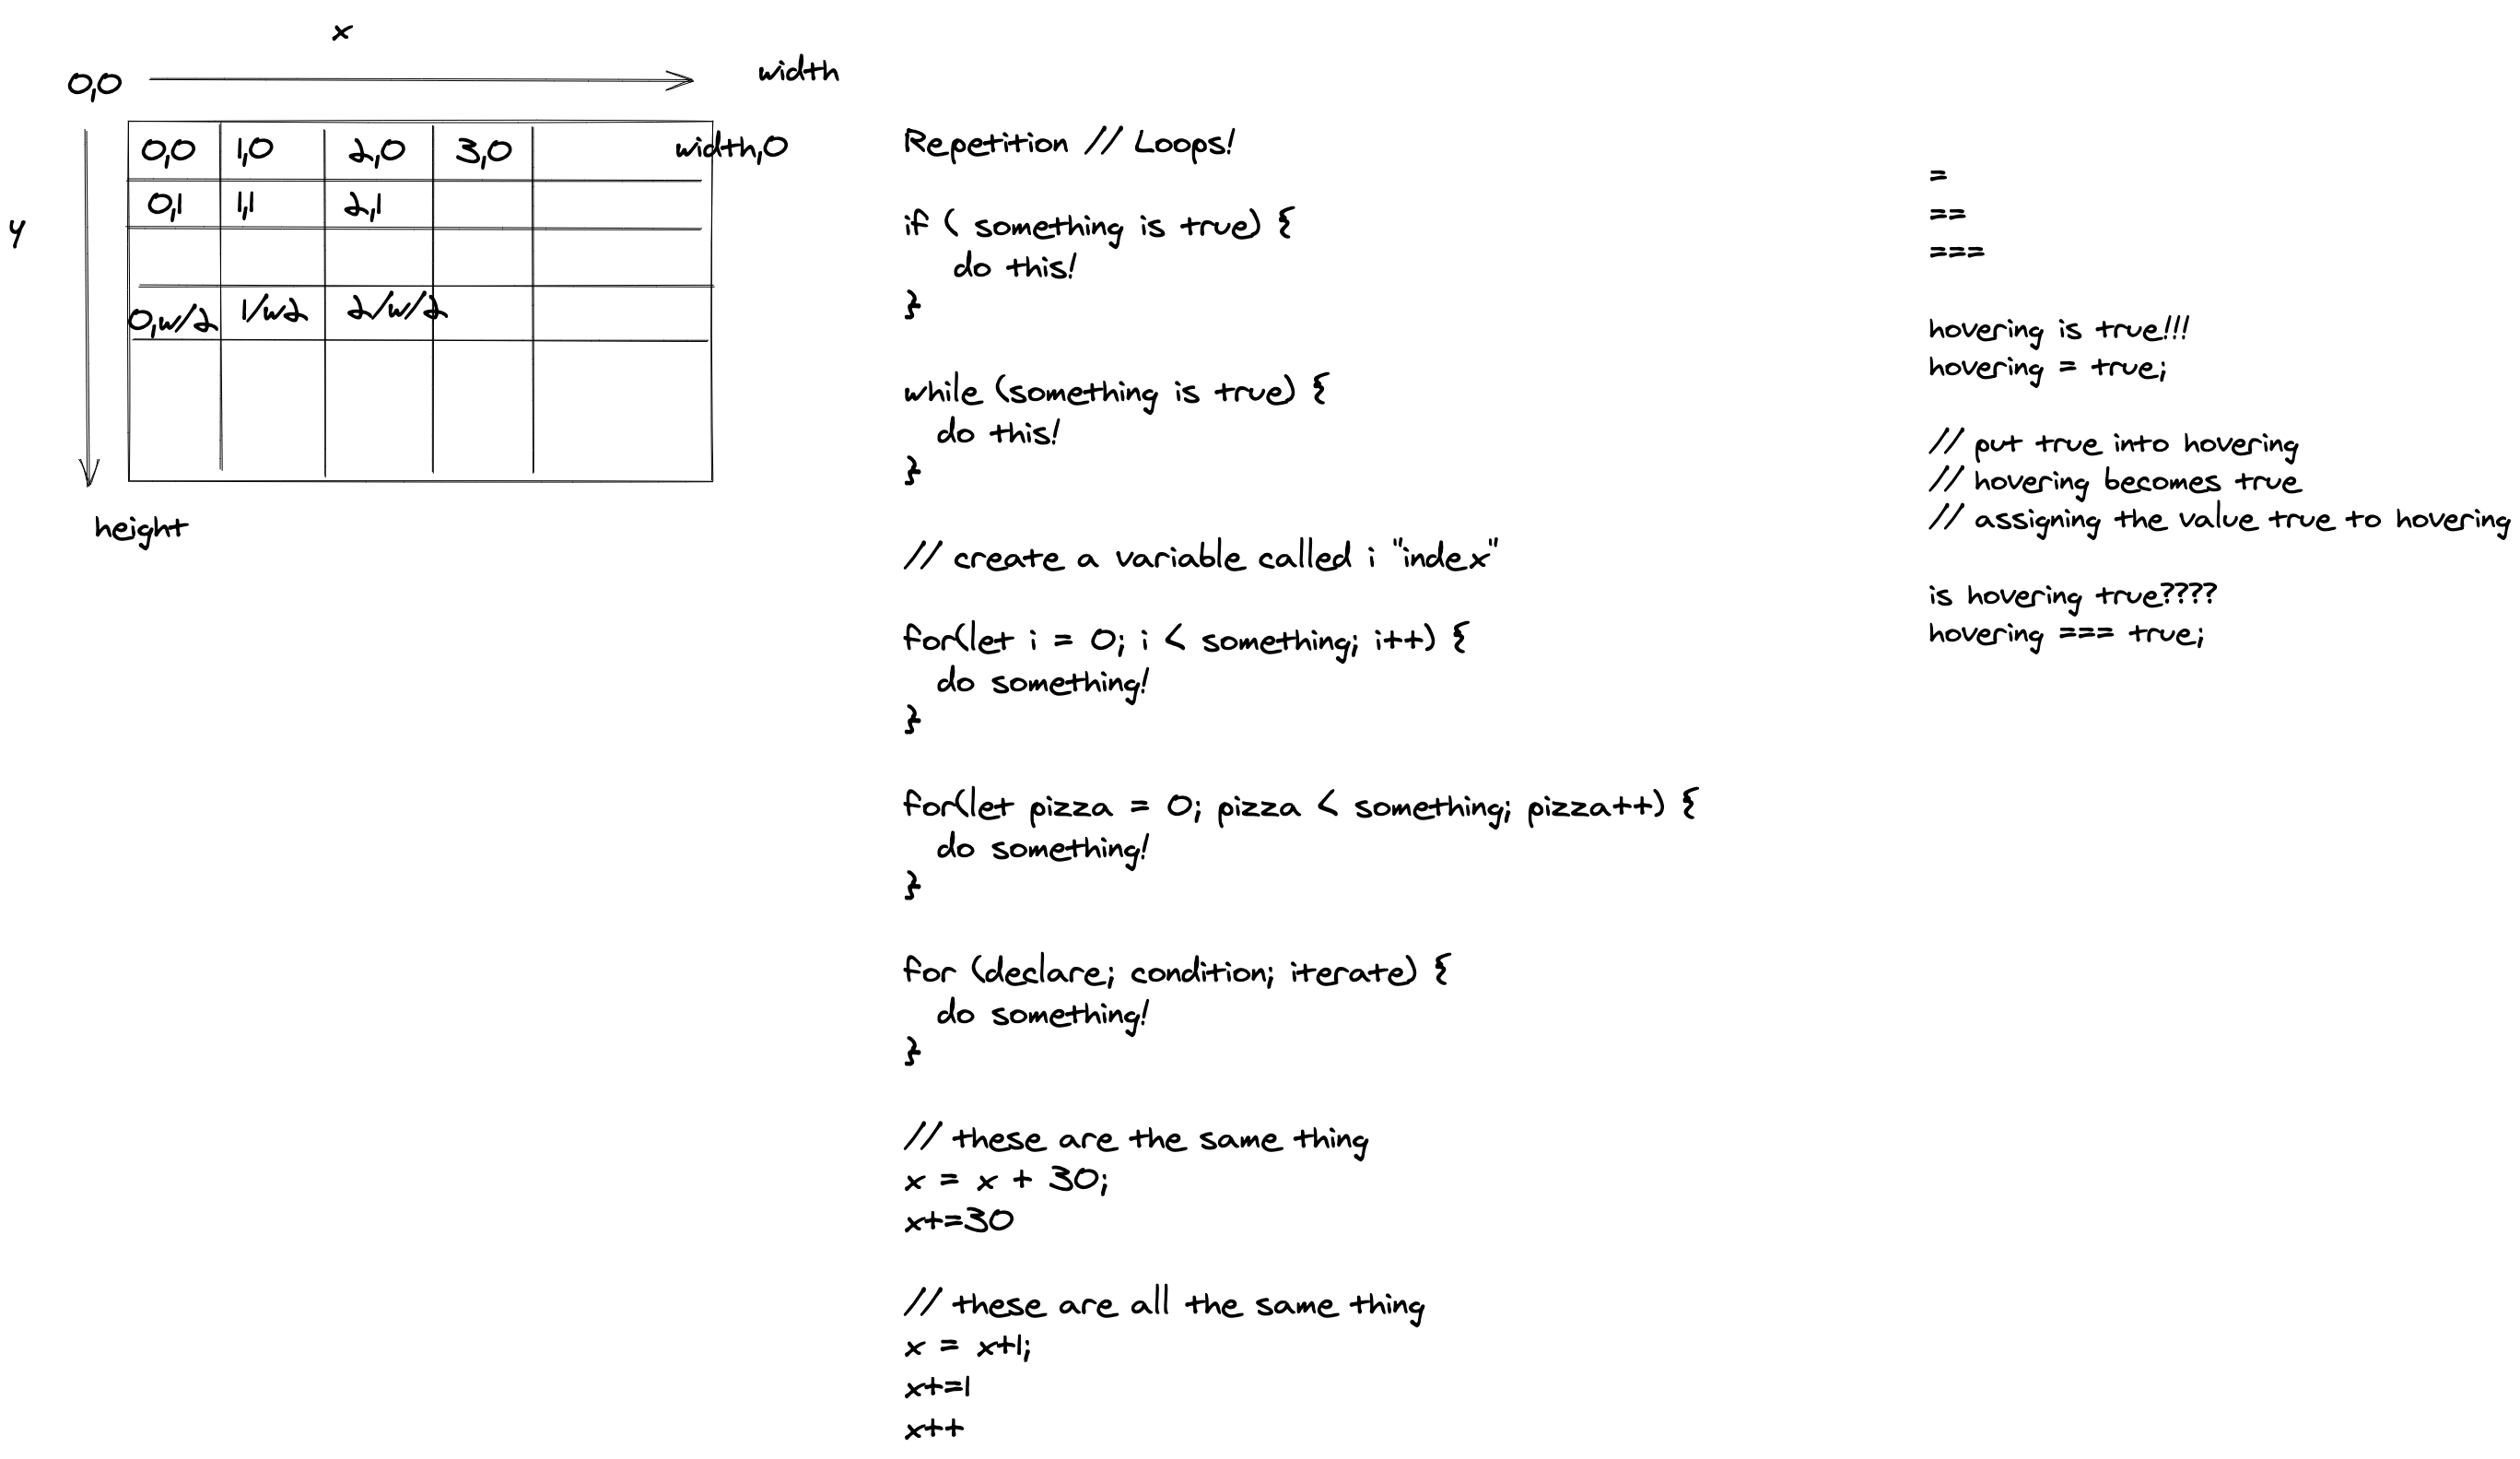 x
0,0
width
y
0,0 1,0 2,0 3,0 width,0
0,1 1,1 2,1
0,w/2 1/w2 2/w/2
height
Repetition // Loops!
if ( something is true) {
do this!
}
while (something is true) {
do this!
}
// create a variable called i "index"
for(let i = 0; i < something; i++) {
do something!
}
for(let pizza = 0; pizza < something; pizza++) {
do something!
}
for (declare; condition; iterate) {
do something!
}
// these are the same thing
x = x + 30;
x+=30
// these are all the same thing
x = x+1;
x+=1
x++
=
==
===
hovering is true!!!
hovering = true;
// put true into hovering
// hovering becomes true
// assigning the value true to hovering
is hovering true????
hovering === true;